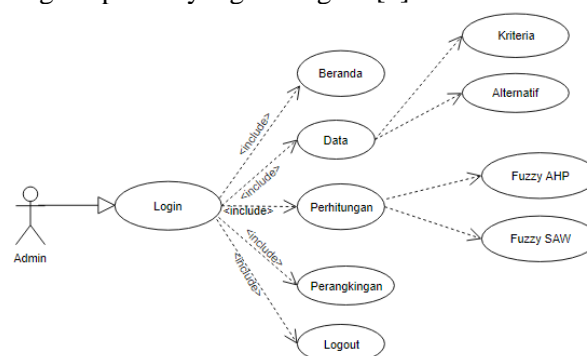 Kriteria
Beranda
Alternatif
<include>
Data
<include>
Fuzzy AHP
Login
<include>
Perhitungan
Admin
Fuzzy SAW
<include>
Perangkingan
<include>
Logout